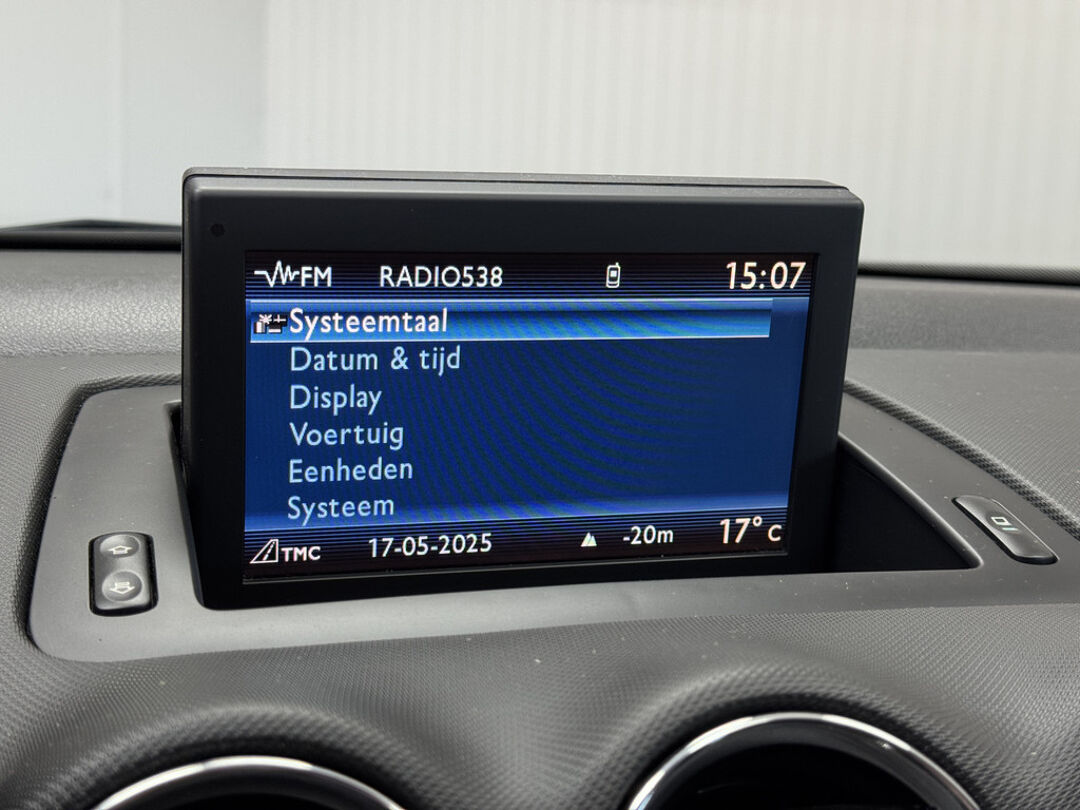 FM RADIO538 15:07
Systeemtaal
Datum & tijd
Display
Voertuig
Eenheden
Systeem
TMC 17-05-2025 -20m 17° C